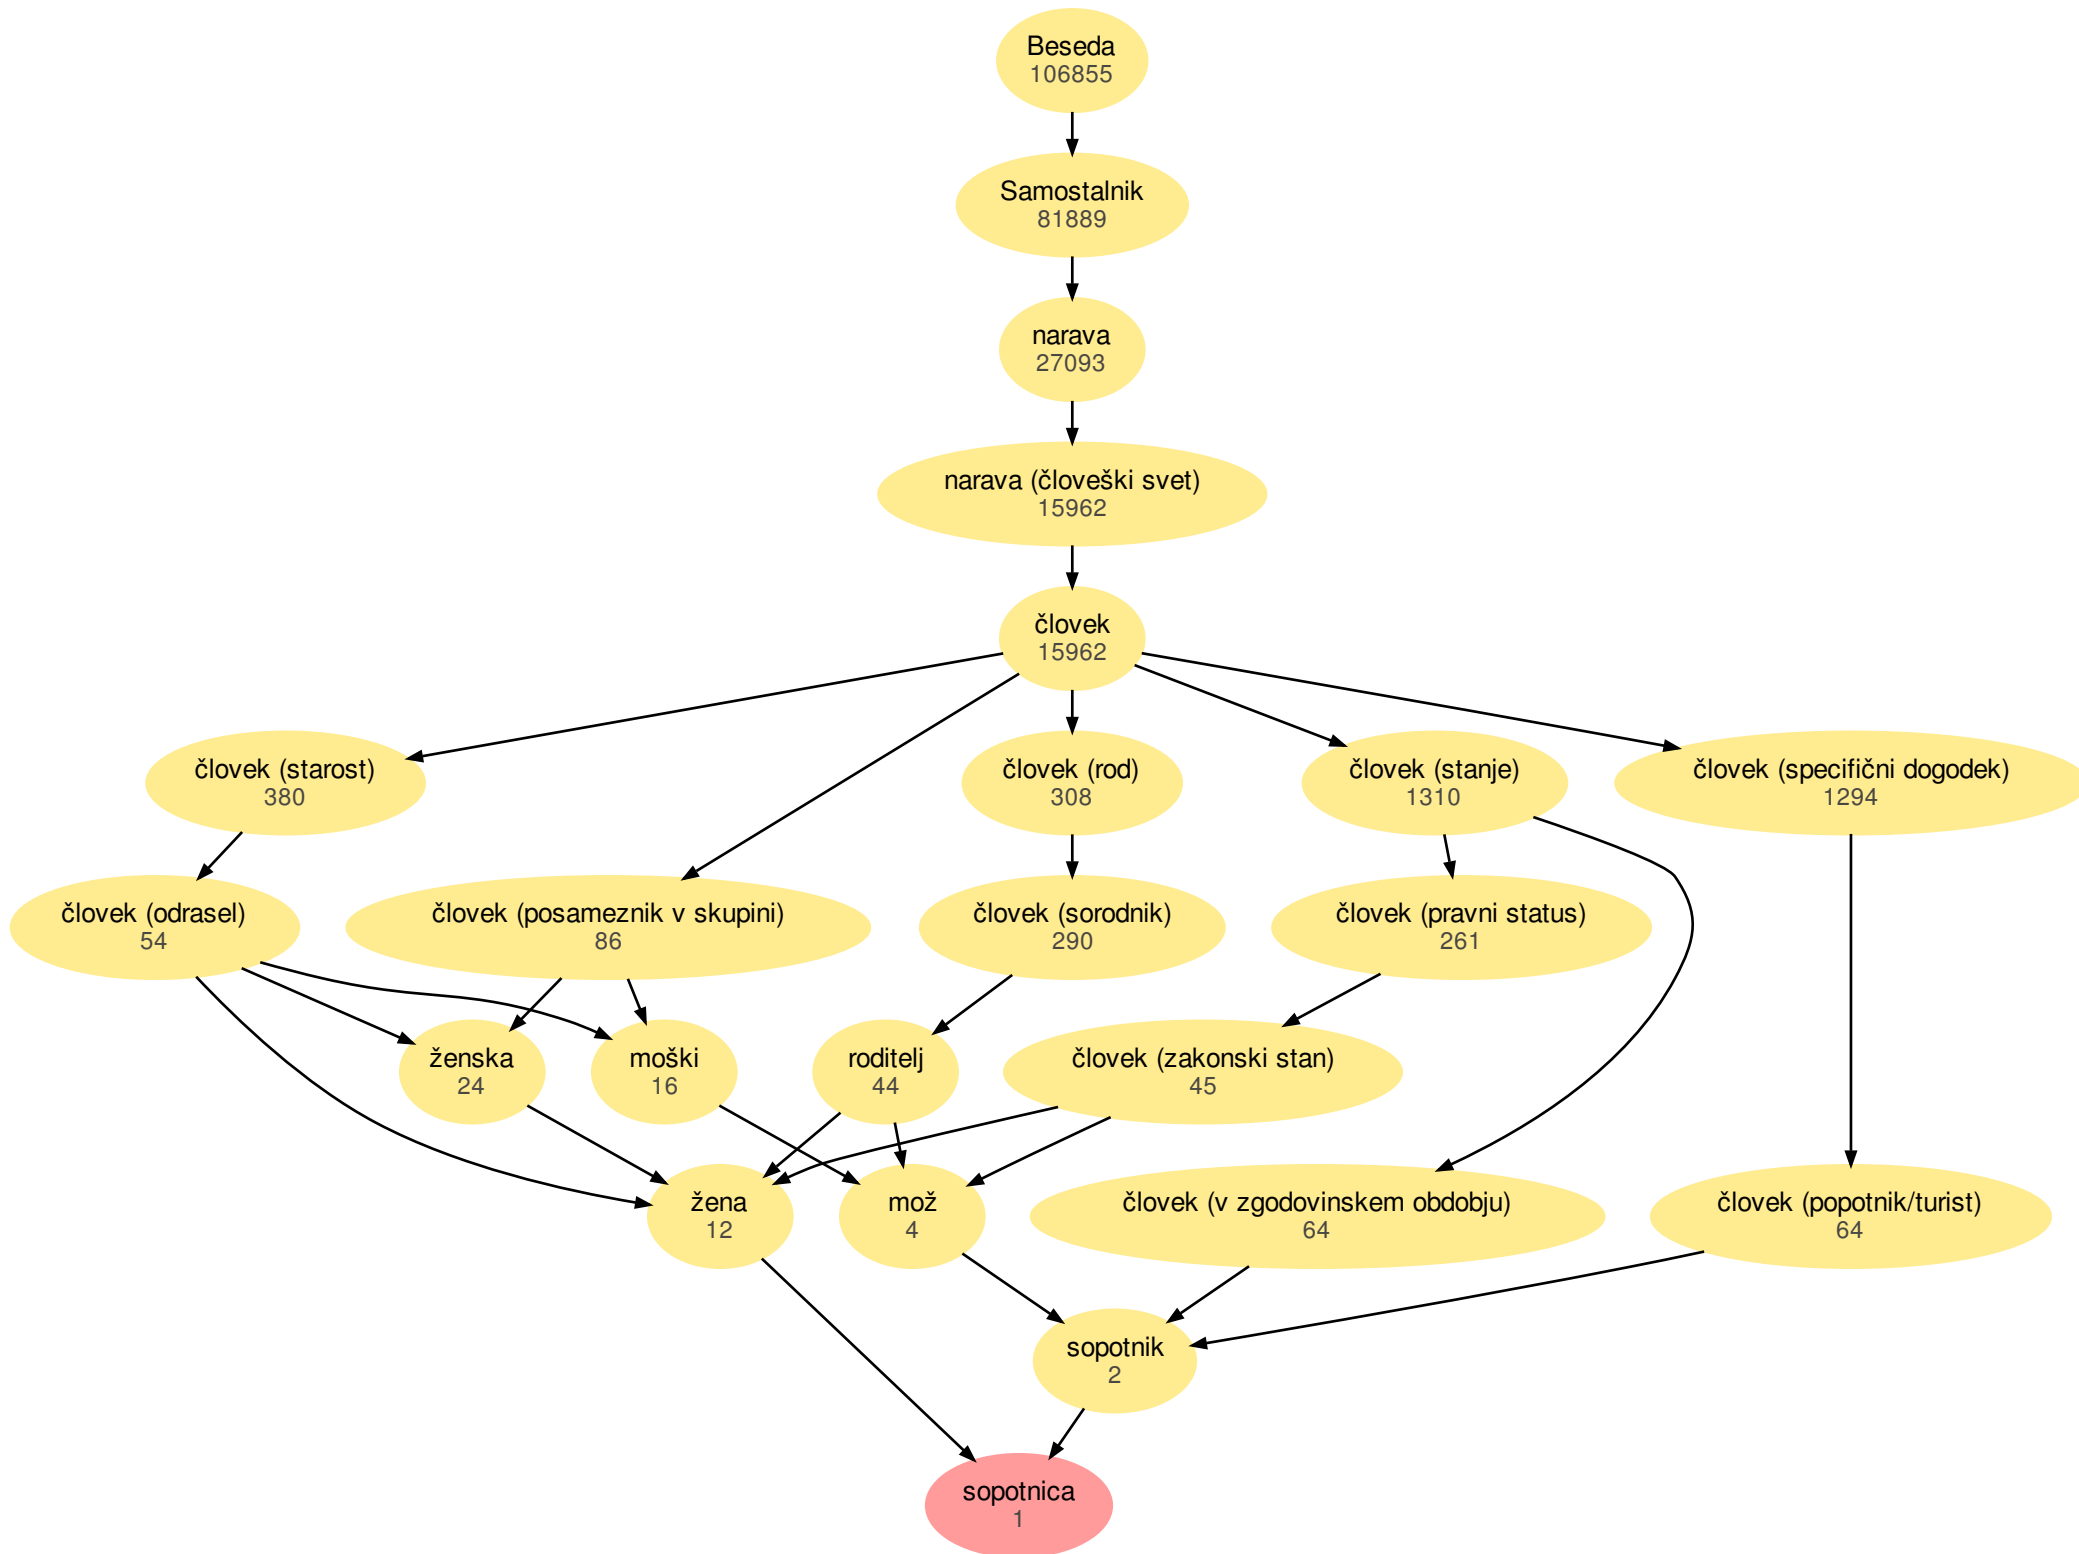 Beseda
106855
Samostalnik
81889
narava
27093
narava (človeški svet)
15962
človek
15962
človek (starost)
380
človek (rod)
308
človek (stanje)
1310
človek (specifični dogodek)
1294
človek (odrasel)
54
človek (posameznik v skupini)
86
človek (sorodnik)
290
človek (pravni status)
261
ženska
24
moški
16
roditelj
44
človek (zakonski stan)
45
žena
12
mož
4
človek (v zgodovinskem obdobju)
64
človek (popotnik/turist)
64
sopotnik
2
sopotnica
1